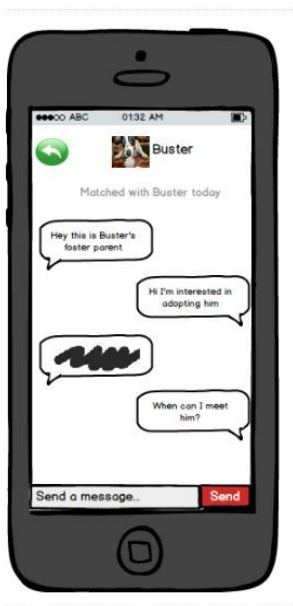 ABC 01:32 AM
Buster
Matched with Buster today
Hey this is Buster's
foster parent
Hi I'm interested in
adopting him
When can I meet
him?
Send a message... Send